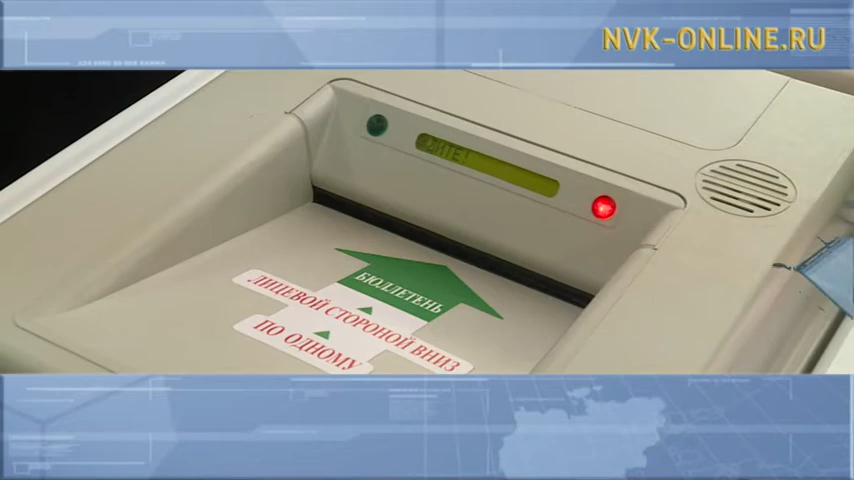 NVK-ONLINE.RU
БЮЛЛЕТЕНЬ
ЛИЦЕВОЙ СТОРОНОЙ ВНИЗ
ПО ОДНОМУ